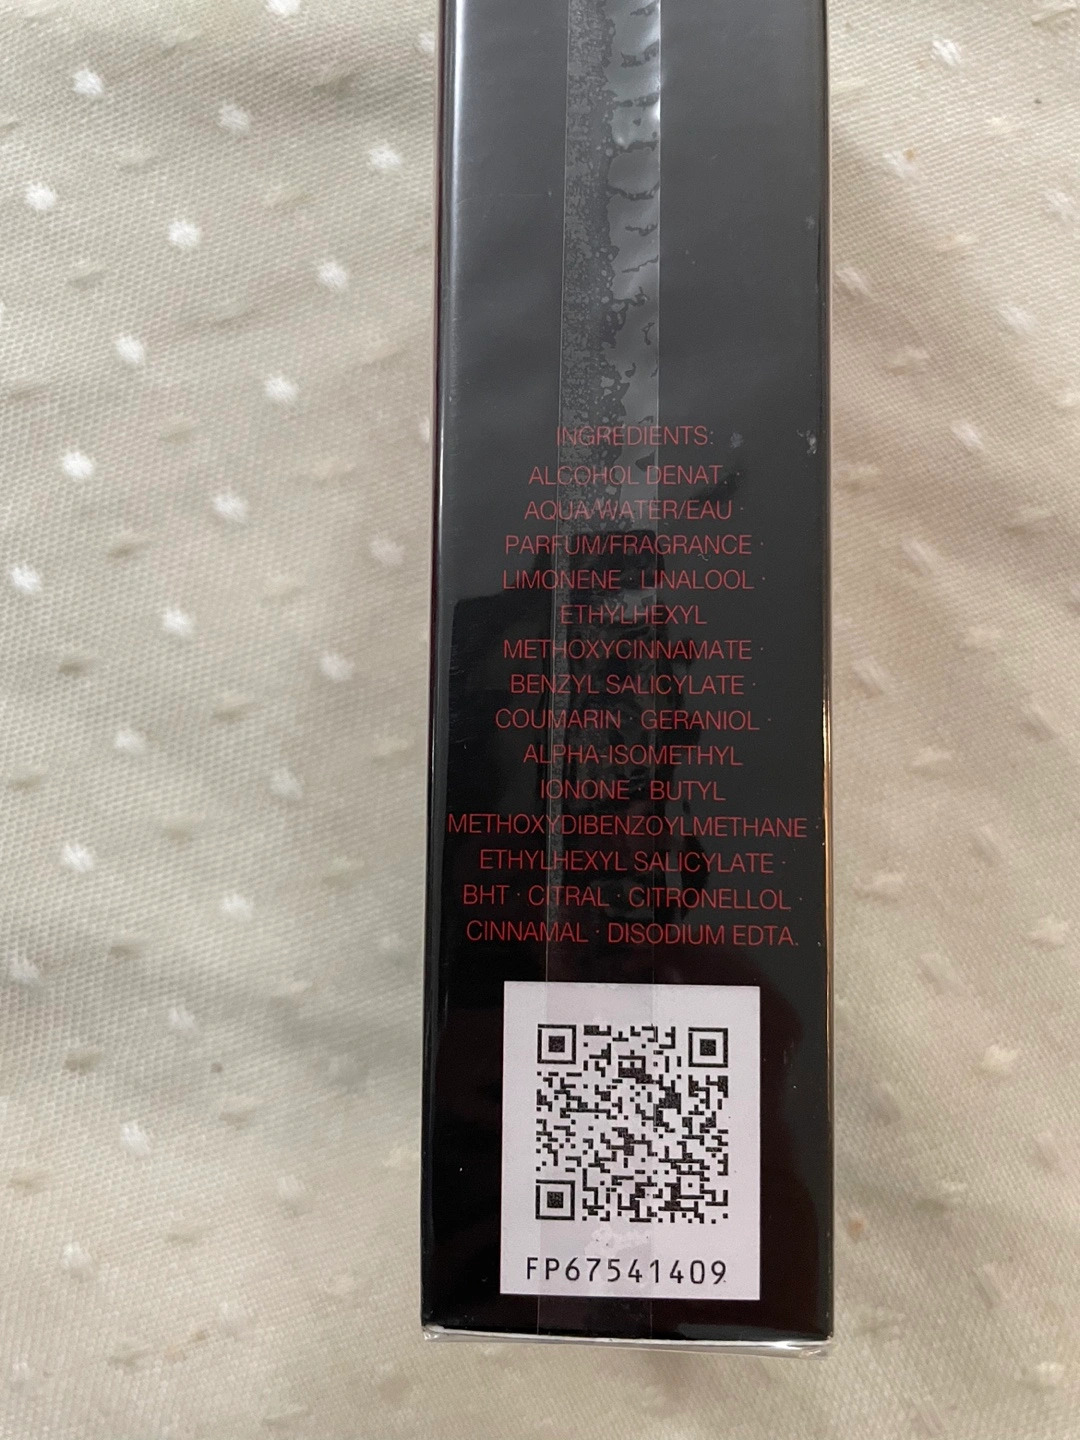 INGREDIENTS:
ALCOHOL DENAT. ·
AQUA/WATER/EAU ·
PARFUM/FRAGRANCE ·
LIMONENE · LINALOOL ·
ETHYLHEXYL
METHOXYCINNAMATE ·
BENZYL SALICYLATE ·
COUMARIN · GERANIOL ·
ALPHA-ISOMETHYL
IONONE · BUTYL
METHOXYDIBENZOYLMETHANE ·
ETHYLHEXYL SALICYLATE ·
BHT · CITRAL · CITRONELLOL ·
CINNAMAL · DISODIUM EDTA.
FP67541409